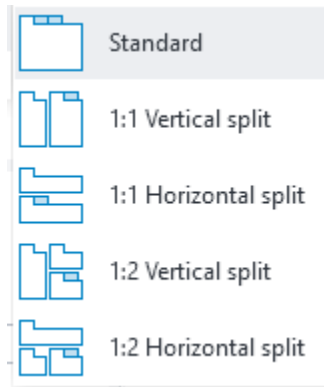 Standard
1:1 Vertical split
1:1 Horizontal split
1:2 Vertical split
1:2 Horizontal split